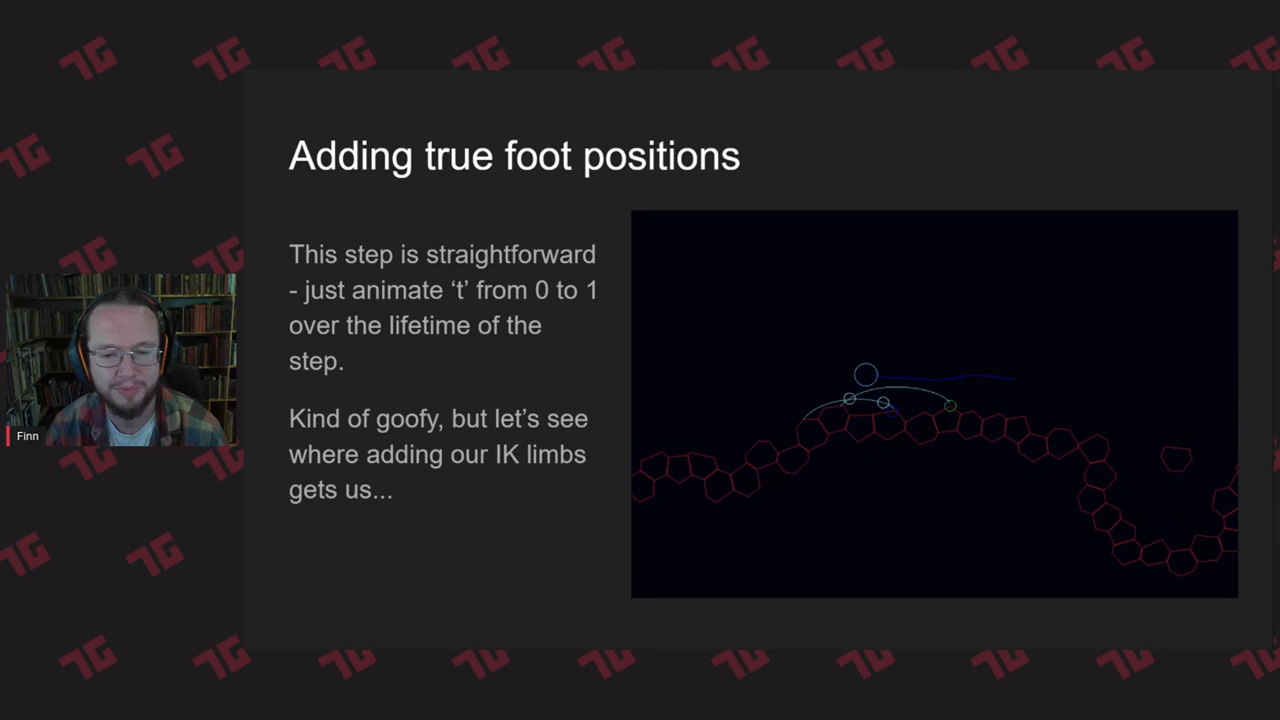 Adding true foot positions
This step is straightforward
- just animate ‘t’ from 0 to 1
over the lifetime of the
step.
Kind of goofy, but let’s see
where adding our IK limbs
gets us...
Finn